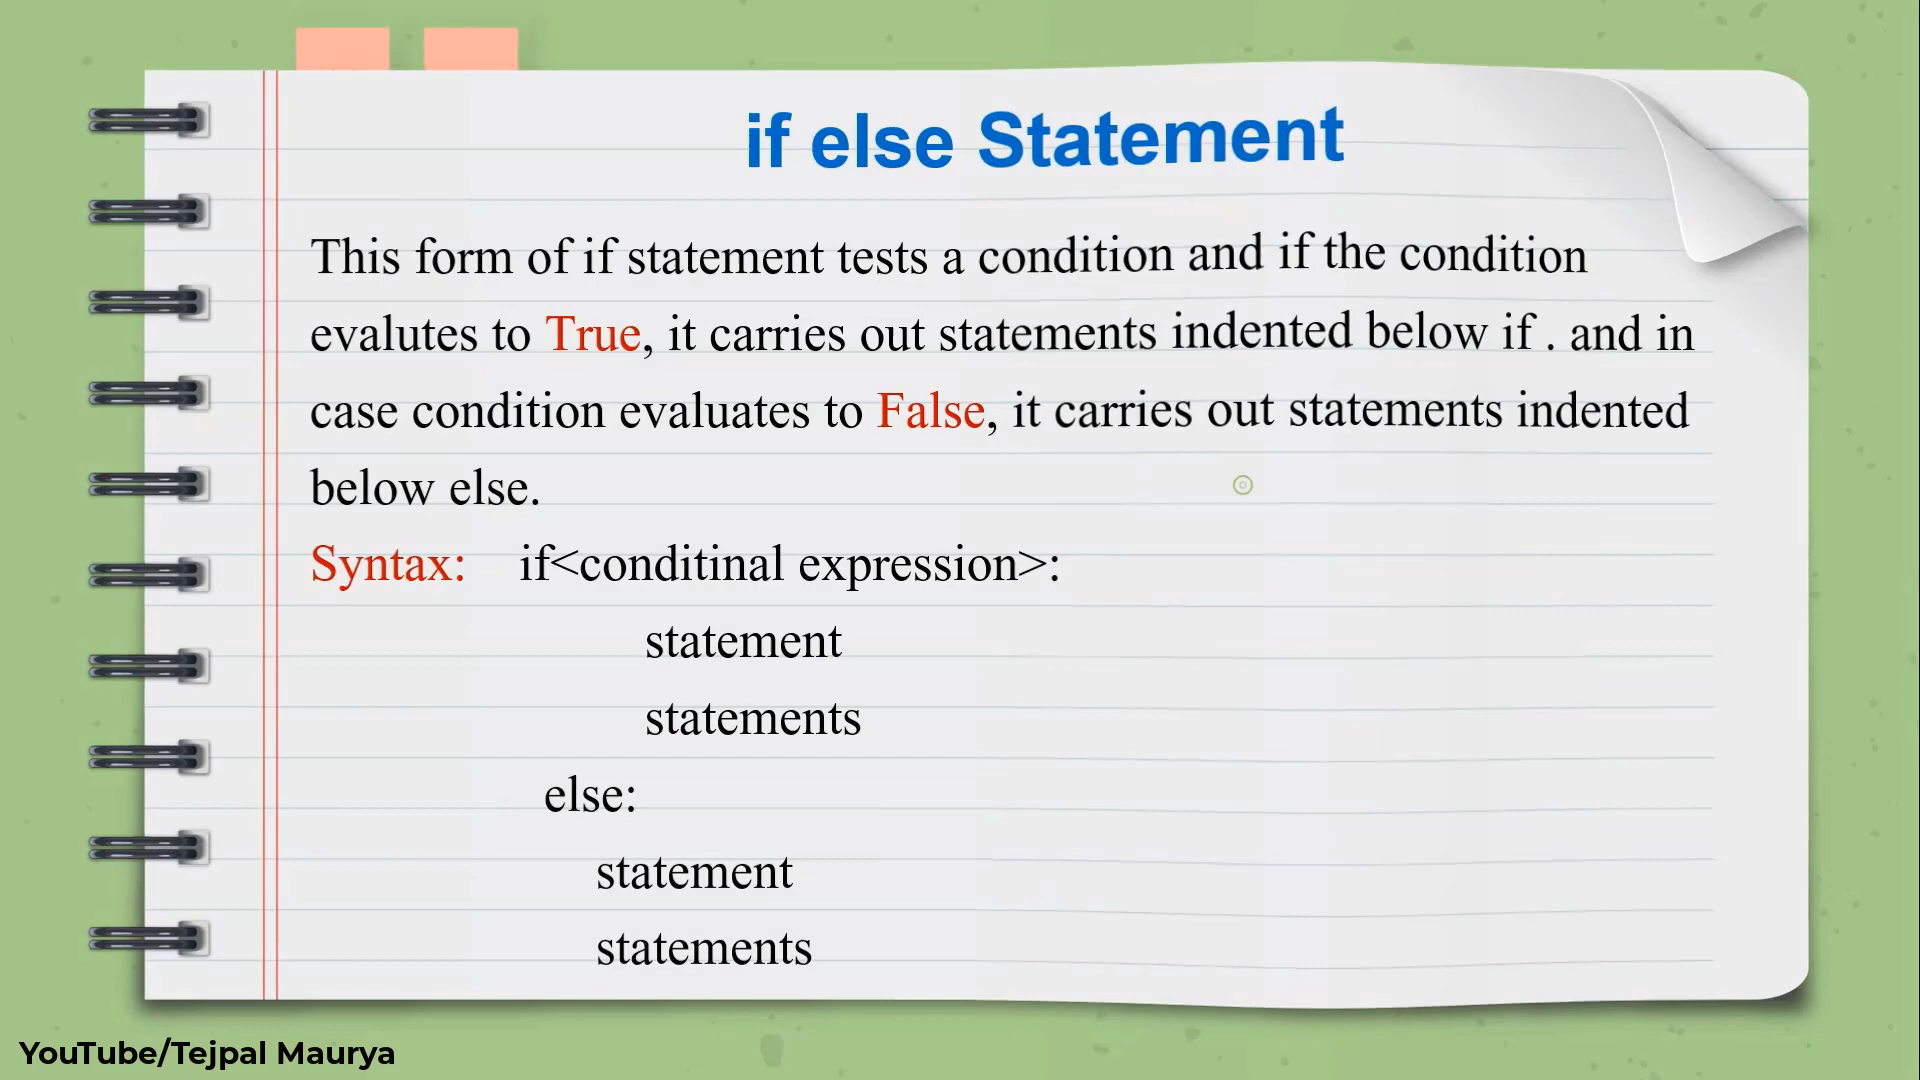 if else Statement
This form of if statement tests a condition and if the condition
evalutes to True, it carries out statements indented below if . and in
case condition evaluates to False, it carries out statements indented
below else.
Syntax: if<conditinal expression>:
statement
statements
else:
statement
statements
YouTube/Tejpal Maurya